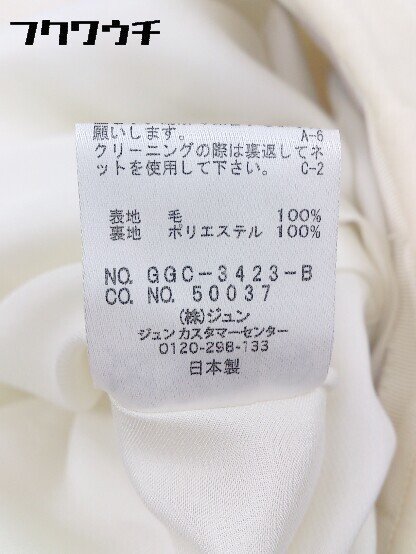 フクワウチ
願いします。 A-6
クリーニングの際は裏返してネ
ットを使用して下さい。 C-2
表地 毛 100%
裏地 ポリエステル 100%
NO. GGC-3423-B
CO. NO. 50037
(株)ジュン
ジュンカスタマーセンター
0120-298-133
日本製